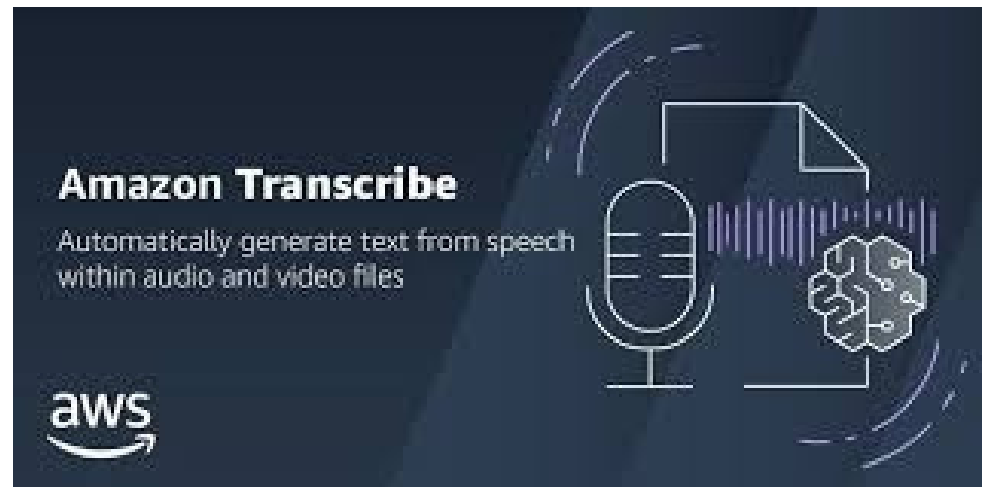 Amazon Transcribe
Automatically generate text from speech
within audio and video files
aws